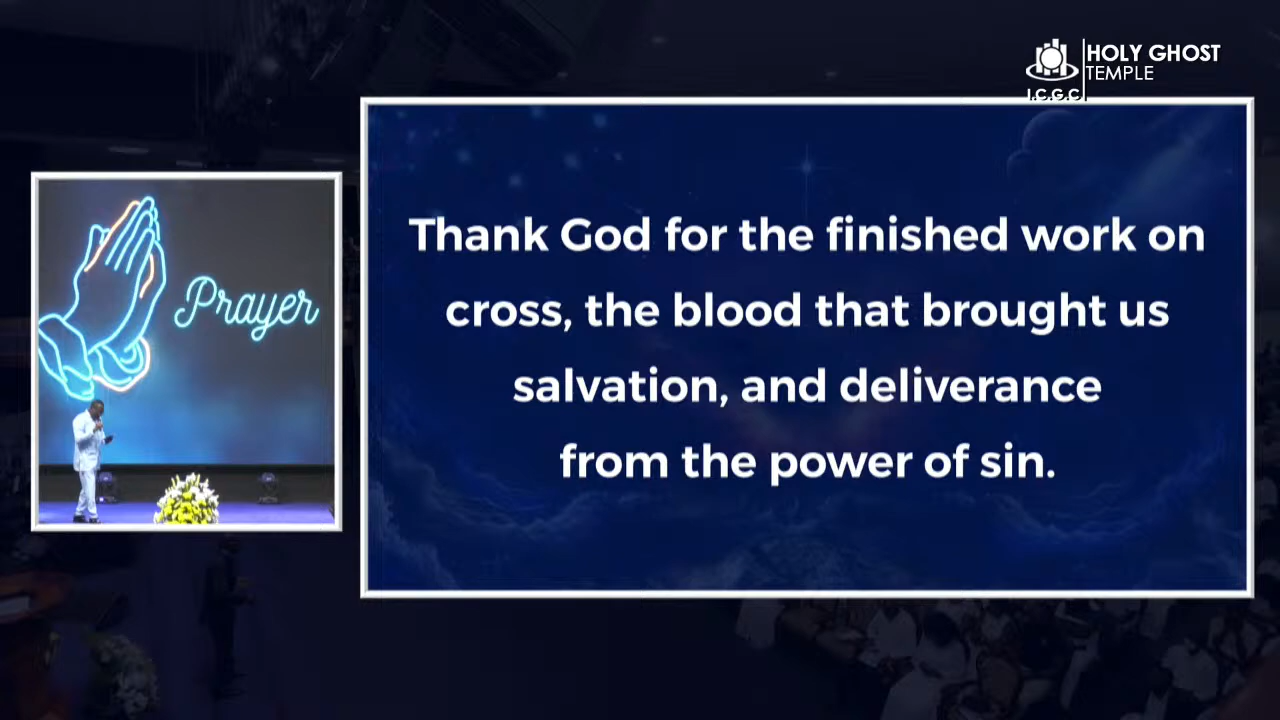 HOLY GHOST
TEMPLE
I.C.G.C
Prayer
Thank God for the finished work on
cross, the blood that brought us
salvation, and deliverance
from the power of sin.